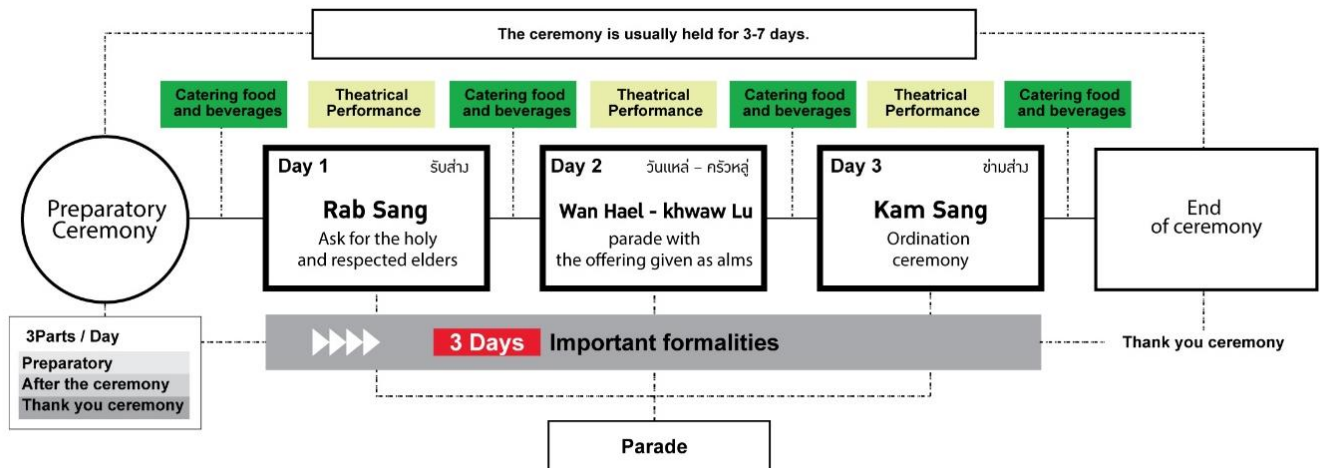 The ceremony is usually held for 3-7 days.
Catering food
and beverages
Theatrical
Performance
Catering food
and beverages
Theatrical
Performance
Catering food
and beverages
Theatrical
Performance
Catering food
and beverages
Preparatory
Ceremony
Day 1 รับส่าง
Rab Sang
Ask for the holy
and respected elders
Day 2 วันแหล่ – ครัวหลู่
Wan Hael - khwaw Lu
parade with
the offering given as alms
Day 3 ข่ามส่าง
Kam Sang
Ordination
ceremony
End
of ceremony
3Parts / Day
Preparatory
After the ceremony
Thank you ceremony
3 Days Important formalities
Thank you ceremony
Parade